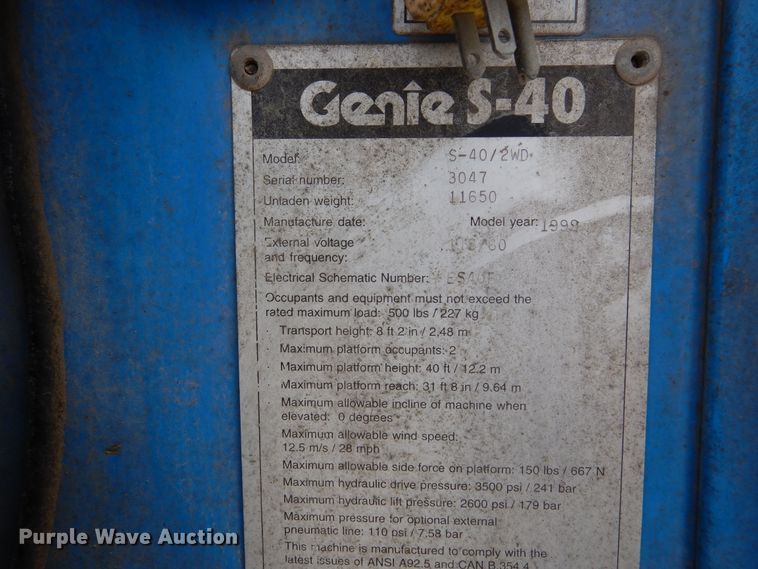 Genie S-40
Model: S-40/2WD
Serial number: 3047
Unladen weight: 11650
Manufacture date: Model year: 1999
External voltage
and frequency: /60
Electrical Schematic Number:
Occupants and equipment must not exceed the
rated maximum load: 500 lbs / 227 kg
· Transport height: 8 ft 2 in / 2.48 m
· Maximum platform occupants: 2
· Maximum platform height: 40 ft / 12.2 m
· Maximum platform reach: 31 ft 8 in / 9.64 m
Maximum allowable incline of machine when
elevated: 0 degrees
Maximum allowable wind speed:
12.5 m/s / 28 mph
Maximum allowable side force on platform: 150 lbs / 667 N
Maximum hydraulic drive pressure: 3500 psi / 241 bar
Maximum hydraulic lift pressure: 2600 psi / 179 bar
Maximum pressure for optional external
pneumatic line: 110 psi / 7.58 bar
This machine is manufactured to comply with the
latest issues of ANSI A92.5 and CAN B 354.4
Purple Wave Auction